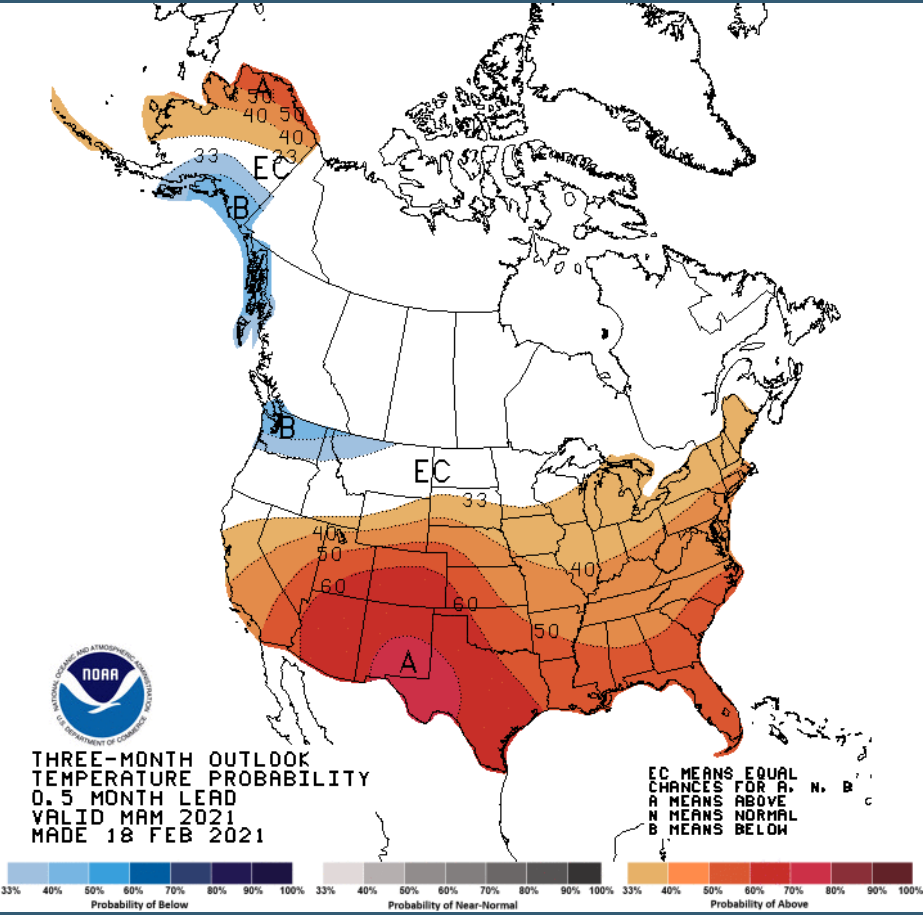 A
50
40 50
40
33
33
EC
B
B
EC
33
40
50
60
40
60
50
A
NATIONAL OCEANIC AND ATMOSPHERIC ADMINISTRATION
NOAA
U.S. DEPARTMENT OF COMMERCE
THREE-MONTH OUTLOOK
TEMPERATURE PROBABILITY
0.5 MONTH LEAD
VALID MAM 2021
MADE 18 FEB 2021
EC MEANS EQUAL
CHANCES FOR A, N, B
A MEANS ABOVE
N MEANS NORMAL
B MEANS BELOW
33% 40% 50% 60% 70% 80% 90% 100%
Probability of Below
33% 40% 50% 60% 70% 80% 90% 100%
Probability of Near-Normal
33% 40% 50% 60% 70% 80% 90% 100%
Probability of Above